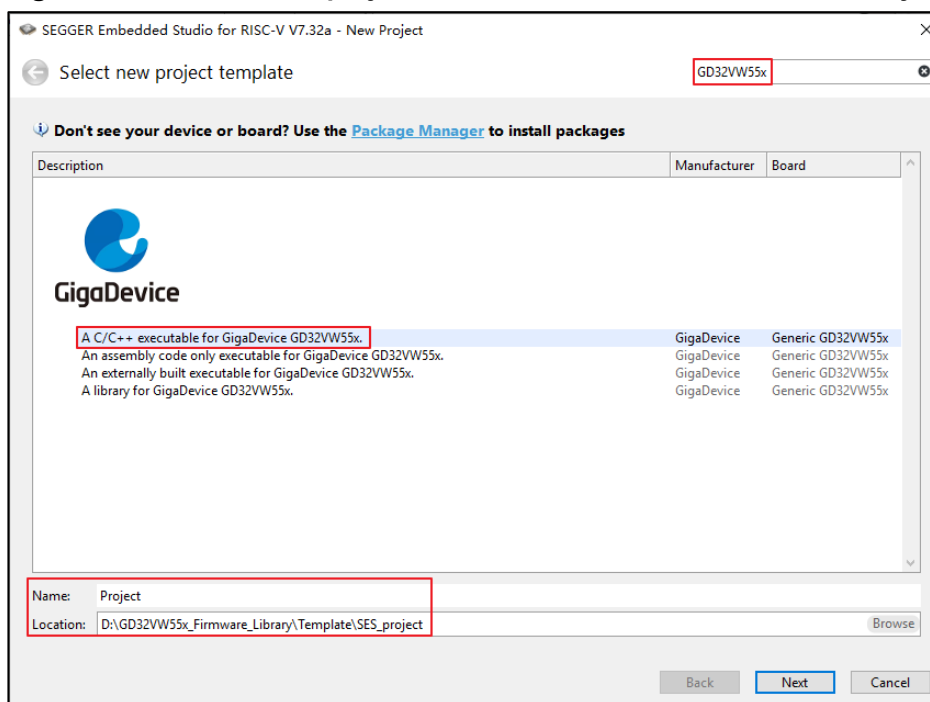 SEGGER Embedded Studio for RISC-V V7.32a - New Project
Select new project template
GD32VW55x
Don't see your device or board? Use the Package Manager to install packages
Description Manufacturer Board
GigaDevice
A C/C++ executable for GigaDevice GD32VW55x. GigaDevice Generic GD32VW55x
An assembly code only executable for GigaDevice GD32VW55x. GigaDevice Generic GD32VW55x
An externally built executable for GigaDevice GD32VW55x. GigaDevice Generic GD32VW55x
A library for GigaDevice GD32VW55x. GigaDevice Generic GD32VW55x
Name: Project
Location: D:\GD32VW55x_Firmware_Library\Template\SES_project Browse
Back Next Cancel